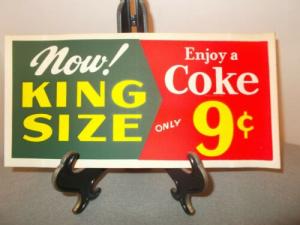 Now!
KING
SIZE
ONLY
Enjoy a
Coke
9¢